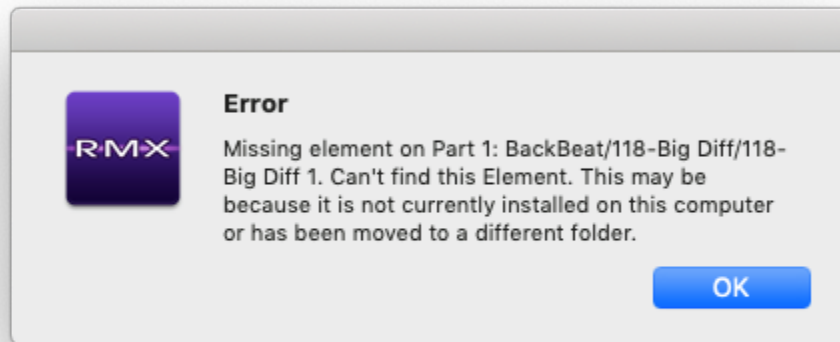 RMX
Error
Missing element on Part 1: BackBeat/118-Big Diff/118-
Big Diff 1. Can't find this Element. This may be
because it is not currently installed on this computer
or has been moved to a different folder.
OK